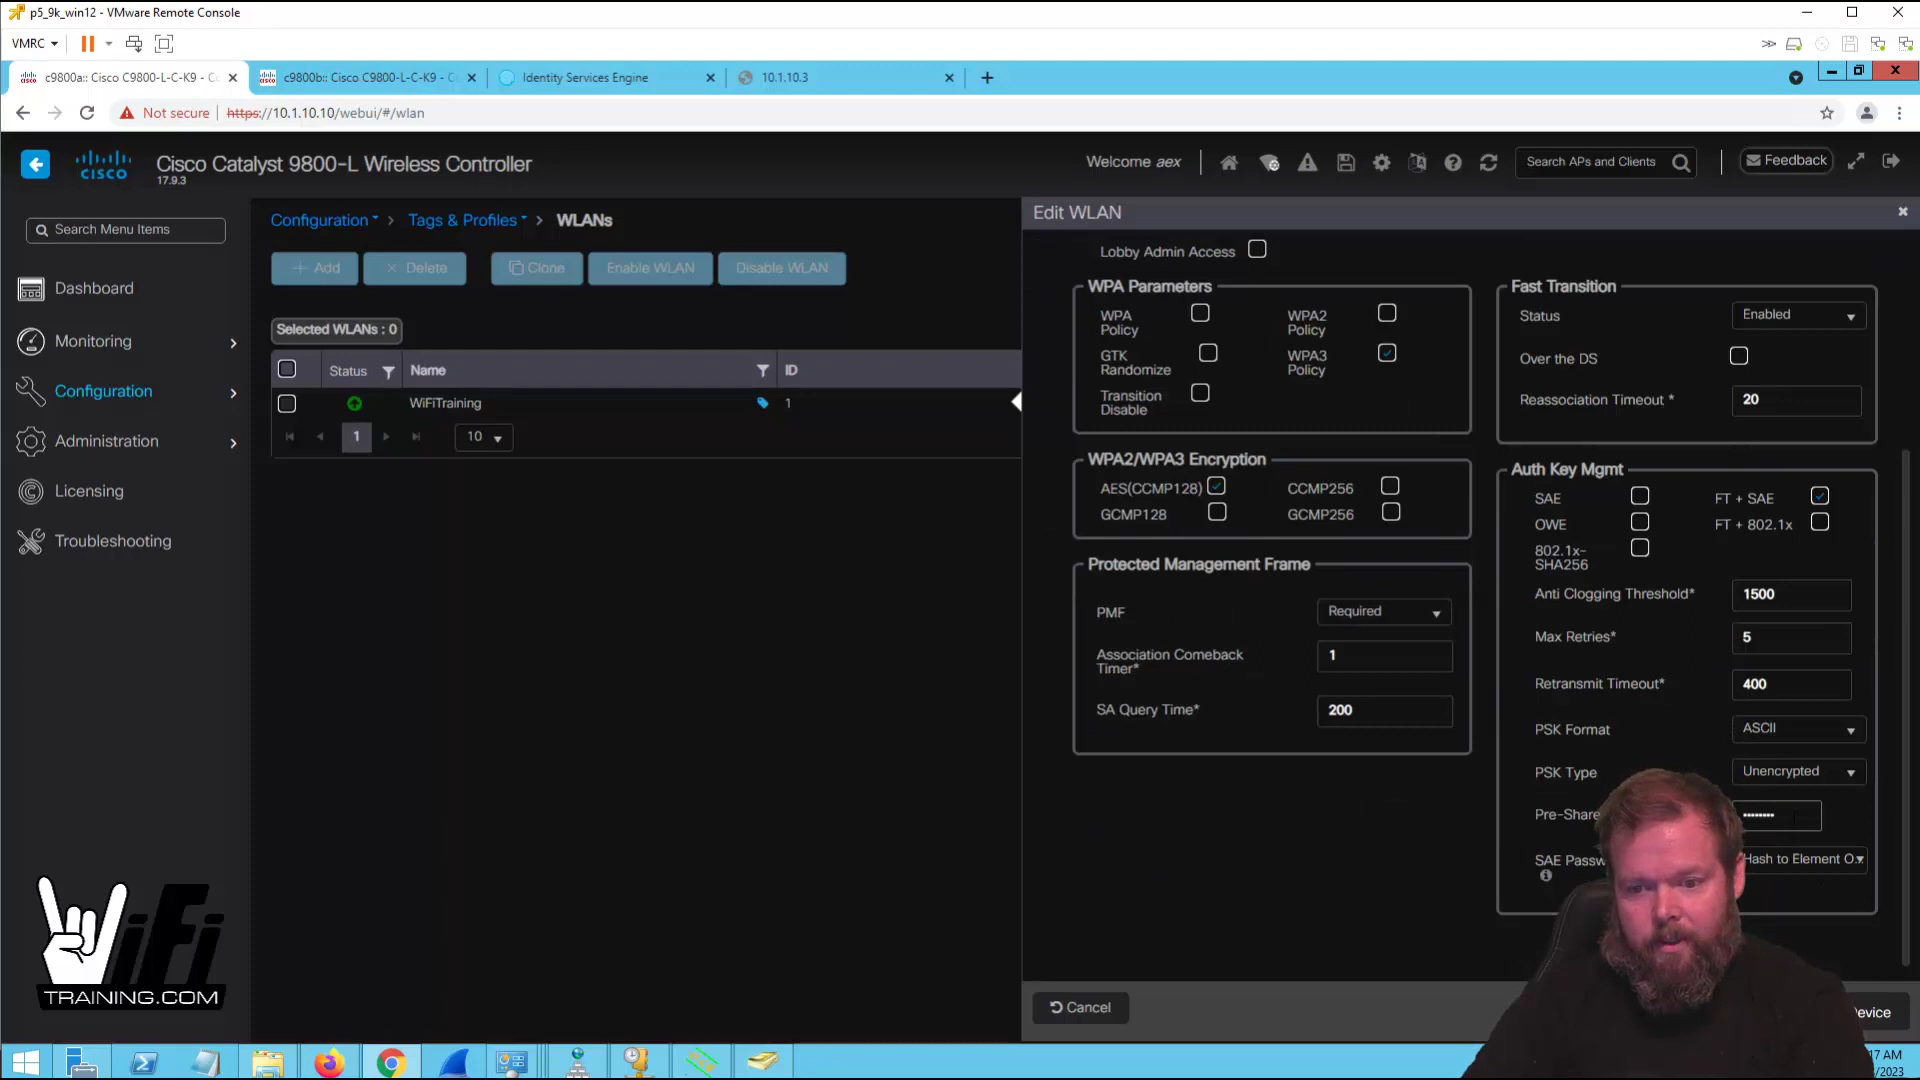 p5_9k_win12 - VMware Remote Console
VMRC
c9800a:: Cisco C9800-L-C-K9 - Co
c9800b:: Cisco C9800-L-C-K9 - C
Identity Services Engine
10.1.10.3
Not secure
https://10.1.10.10/webui/#/wlan
Cisco Catalyst 9800-L Wireless Controller
17.9.3
CISCO
Welcome aex
Search APs and Clients
Feedback
Search Menu Items
Dashboard
Monitoring
Configuration
Administration
Licensing
Troubleshooting
Configuration > Tags & Profiles > WLANs
+ Add
× Delete
Clone
Enable WLAN
Disable WLAN
Selected WLANs : 0
Status Name ID
WiFiTraining 1
1 10
Edit WLAN
Lobby Admin Access
WPA Parameters
WPA Policy
WPA2 Policy
GTK Randomize
WPA3 Policy
Transition Disable
WPA2/WPA3 Encryption
AES(CCMP128)
CCMP256
GCMP128
GCMP256
Protected Management Frame
PMF Required
Association Comeback Timer* 1
SA Query Time* 200
Fast Transition
Status Enabled
Over the DS
Reassociation Timeout * 20
Auth Key Mgmt
SAE
FT + SAE
OWE
FT + 802.1x
802.1x-SHA256
Anti Clogging Threshold* 1500
Max Retries* 5
Retransmit Timeout* 400
PSK Format ASCII
PSK Type Unencrypted
Pre-Share
SAE Passw
Hash to Element O
Cancel
evice
WiFi
TRAINING.COM
17 AM
/2023